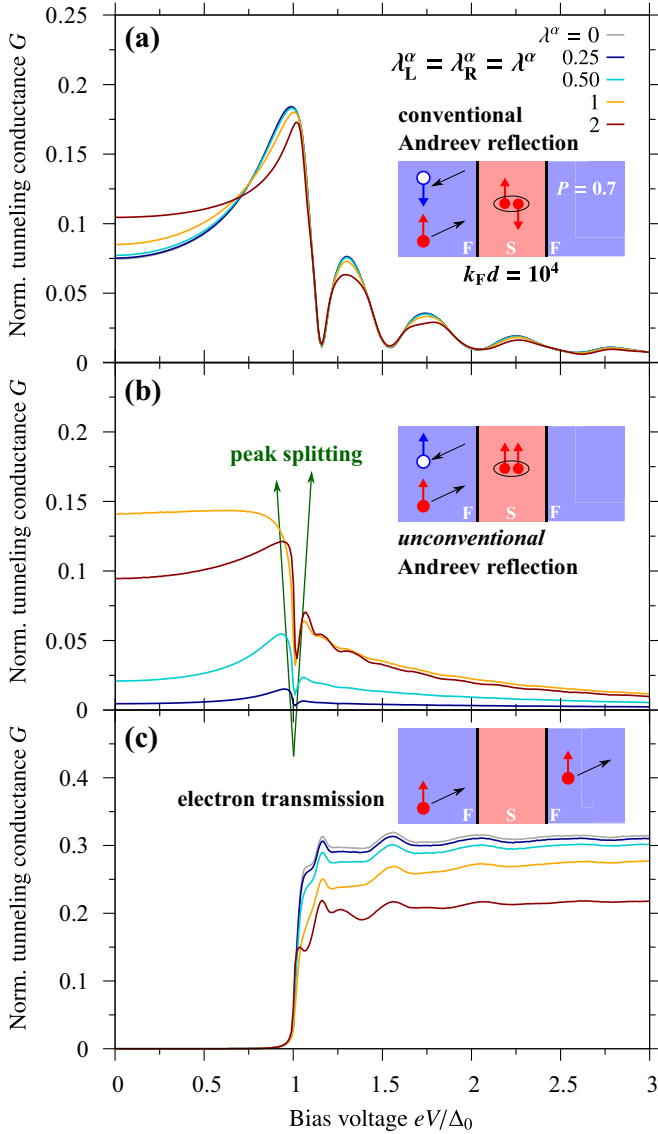 (a)
λ_L^α = λ_R^α = λ^α
λ^α = 0
0.25
0.50
1
2
conventional
Andreev reflection
P = 0.7
F S F
k_F d = 10^4
Norm. tunneling conductance G
0.25
0.2
0.15
0.1
0.05
0
(b)
peak splitting
F S F
unconventional
Andreev reflection
Norm. tunneling conductance G
0.2
0.15
0.1
0.05
0
(c)
electron transmission
F S F
Norm. tunneling conductance G
0.4
0.3
0.2
0.1
0
0 0.5 1 1.5 2 2.5 3
Bias voltage eV/Δ_0